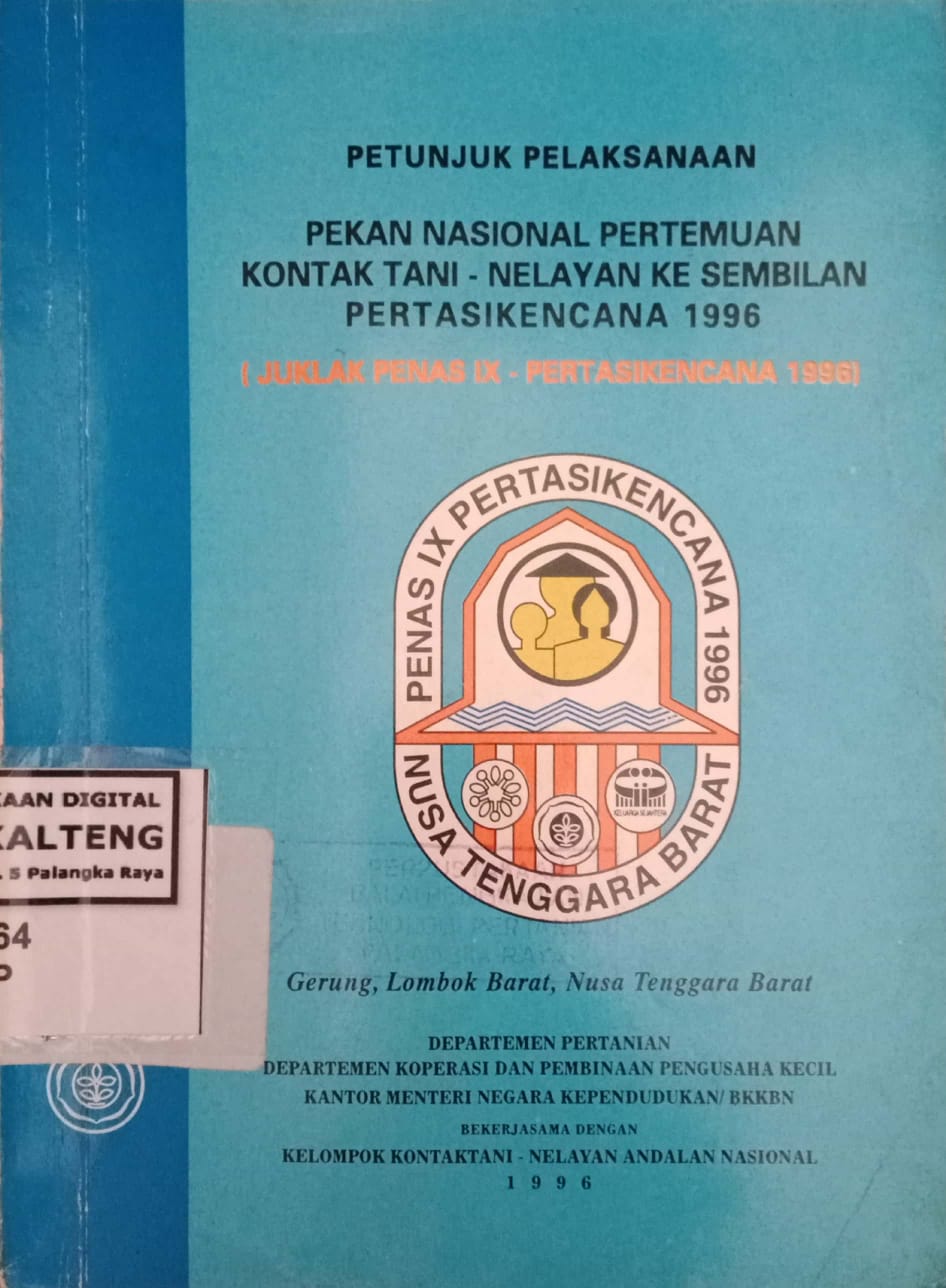 PETUNJUK PELAKSANAAN
PEKAN NASIONAL PERTEMUAN
KONTAK TANI - NELAYAN KE SEMBILAN
PERTASIKENCANA 1996
( JUKLAK PENAS IX - PERTASIKENCANA 1996)
PENAS IX PERTASIKENCANA 1996
KELUARGA SEJAHTERA
NUSA TENGGARA BARAT
KAAN DIGITAL
KALTENG
. 5 Palangka Raya
64
P
Gerung, Lombok Barat, Nusa Tenggara Barat
DEPARTEMEN PERTANIAN
DEPARTEMEN KOPERASI DAN PEMBINAAN PENGUSAHA KECIL
KANTOR MENTERI NEGARA KEPENDUDUKAN/ BKKBN
BEKERJASAMA DENGAN
KELOMPOK KONTAKTANI - NELAYAN ANDALAN NASIONAL
1 9 9 6